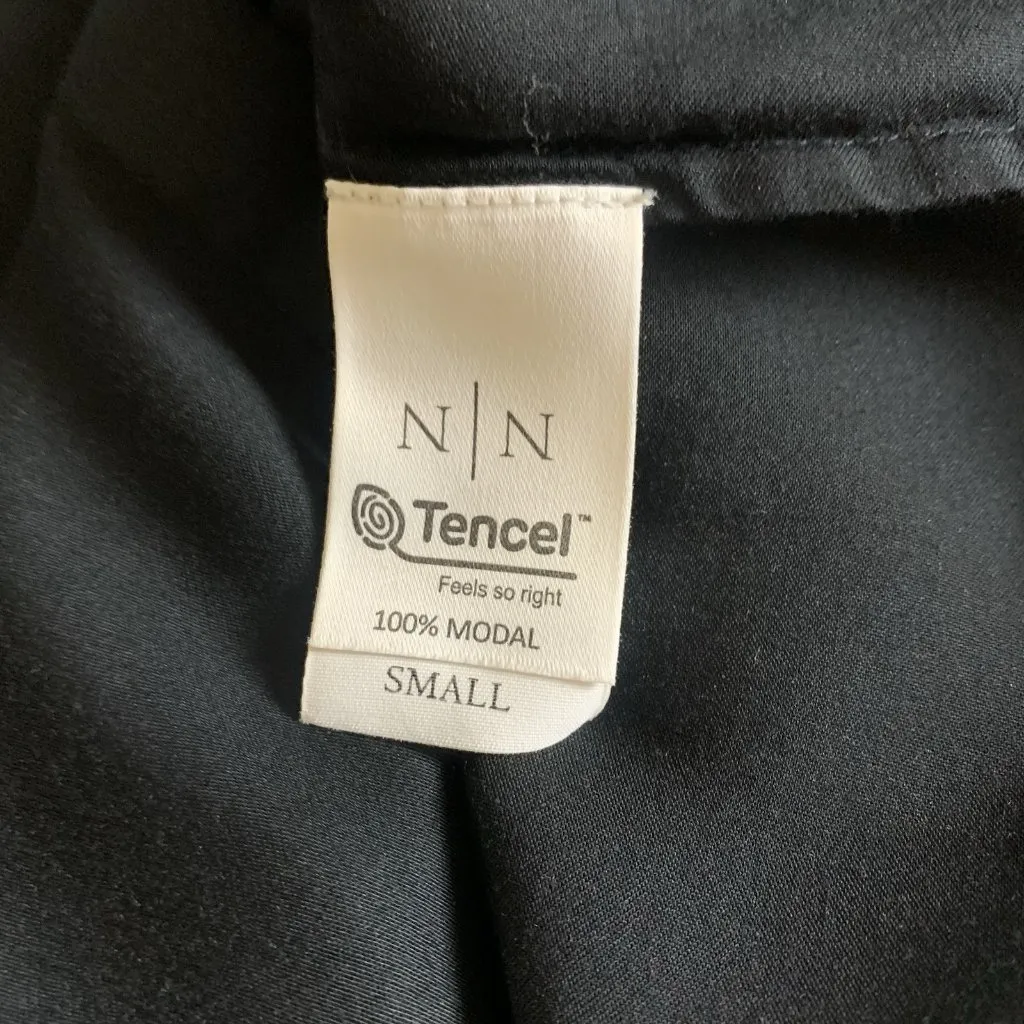 N|N
Tencel™
Feels so right
100% MODAL
SMALL